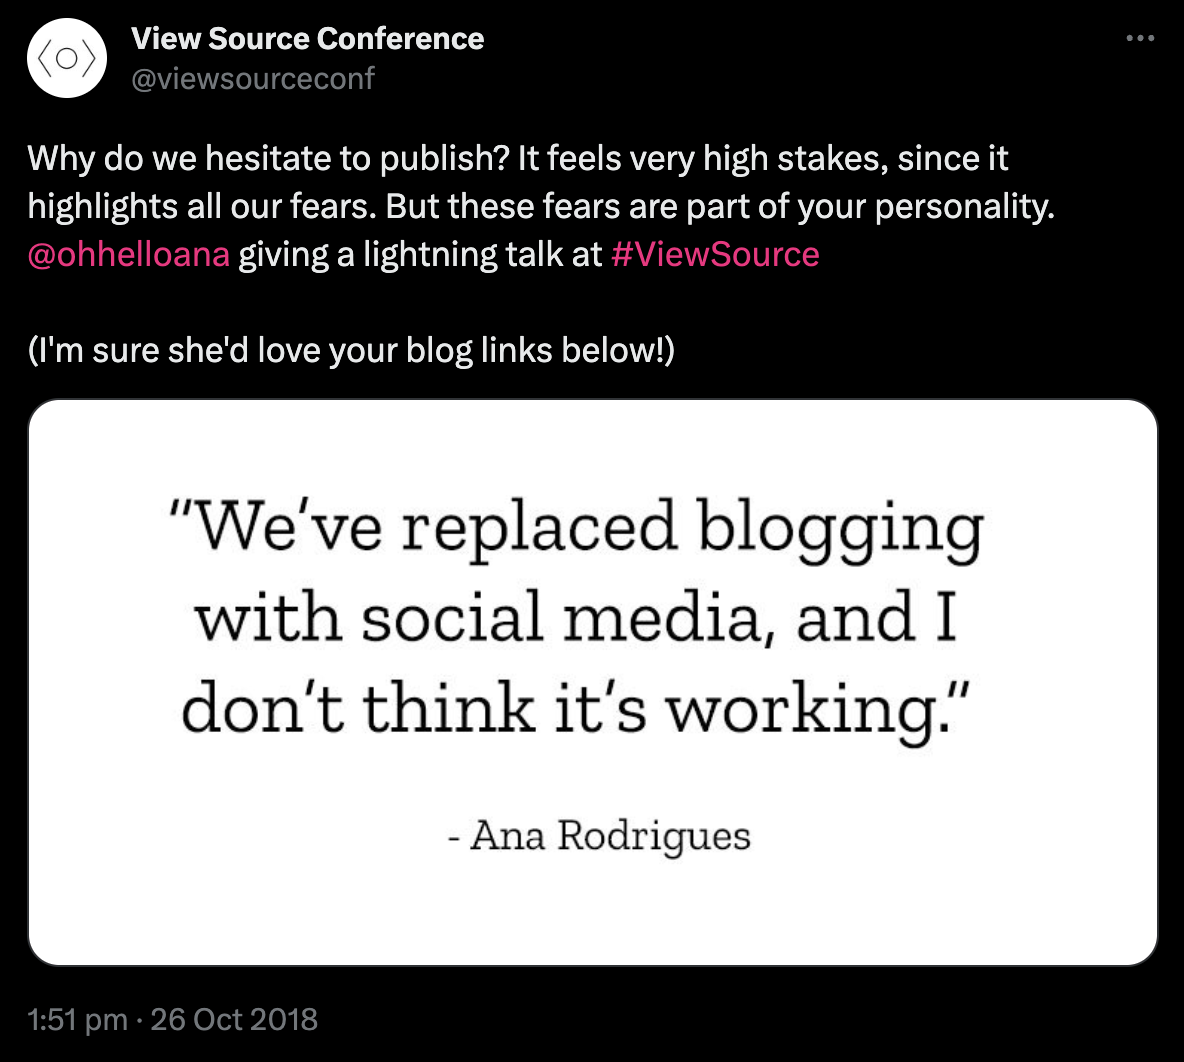 View Source Conference
@viewsourceconf
Why do we hesitate to publish? It feels very high stakes, since it
highlights all our fears. But these fears are part of your personality.
@ohhelloana giving a lightning talk at #ViewSource
(I'm sure she'd love your blog links below!)
"We've replaced blogging
with social media, and I
don't think it's working."
- Ana Rodrigues
1:51 pm · 26 Oct 2018